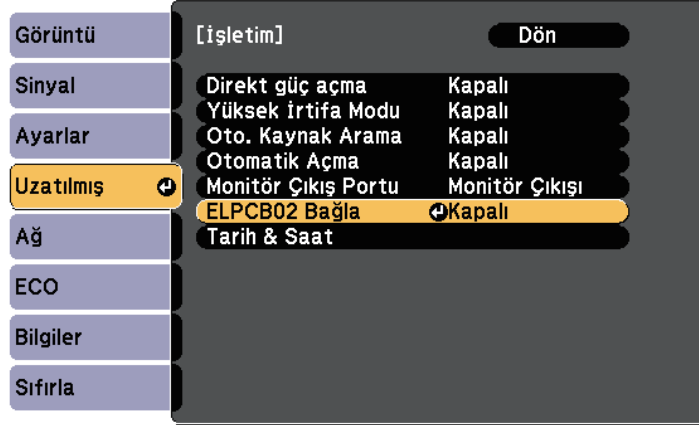 Görüntü
Sinyal
Ayarlar
Uzatılmış
Ağ
ECO
Bilgiler
Sıfırla
[İşletim] Dön
Direkt güç açma Kapalı
Yüksek İrtifa Modu Kapalı
Oto. Kaynak Arama Kapalı
Otomatik Açma Kapalı
Monitör Çıkış Portu Monitör Çıkışı
ELPCB02 Bağla Kapalı
Tarih & Saat